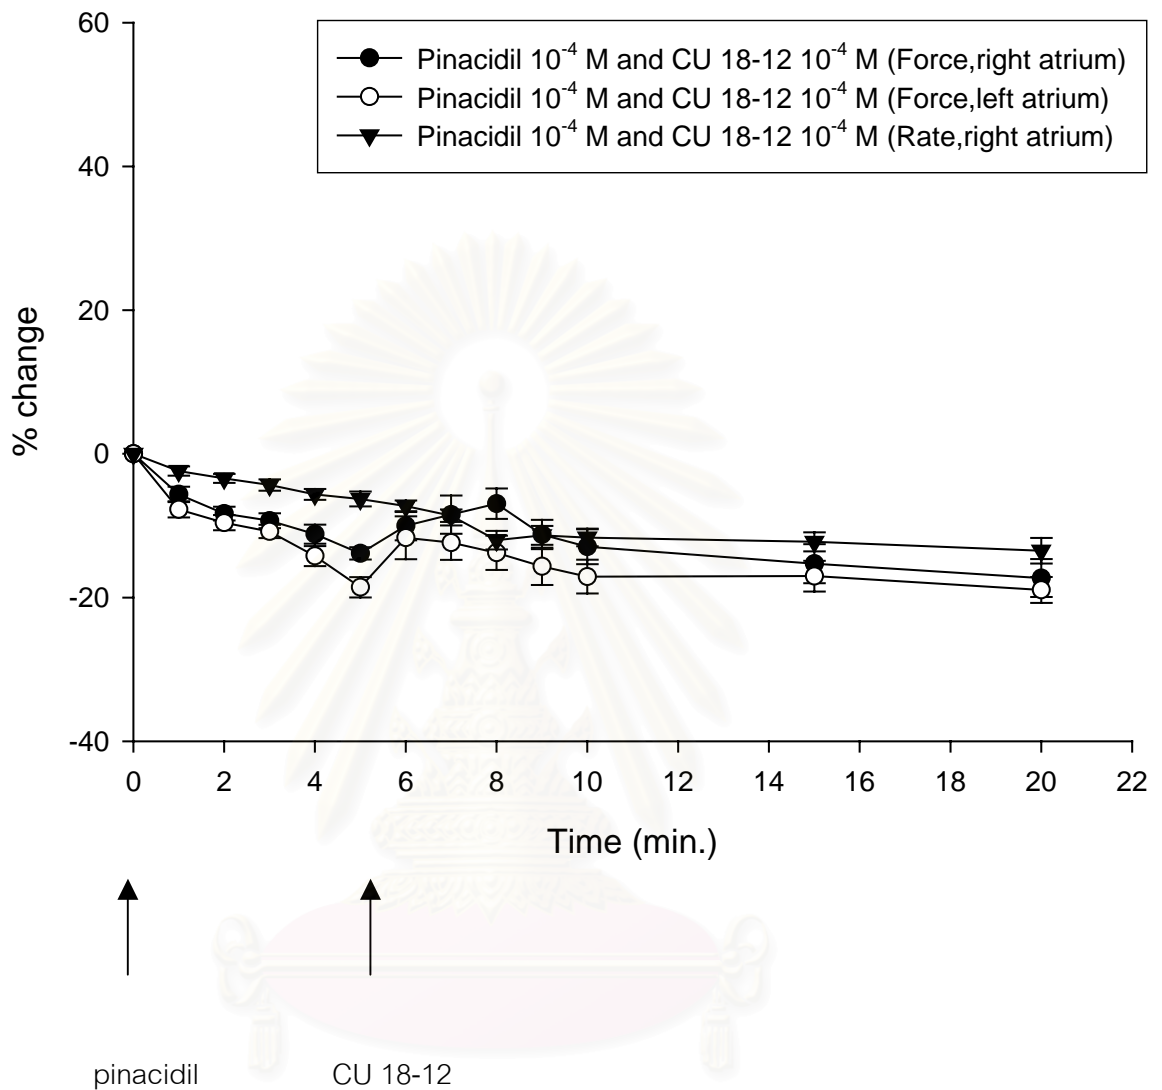 60
40
20
0
-20
-40
% change
Pinacidil 10⁻⁴ M and CU 18-12 10⁻⁴ M (Force,right atrium)
Pinacidil 10⁻⁴ M and CU 18-12 10⁻⁴ M (Force,left atrium)
Pinacidil 10⁻⁴ M and CU 18-12 10⁻⁴ M (Rate,right atrium)
0 2 4 6 8 10 12 14 16 18 20 22
Time (min.)
pinacidil CU 18-12